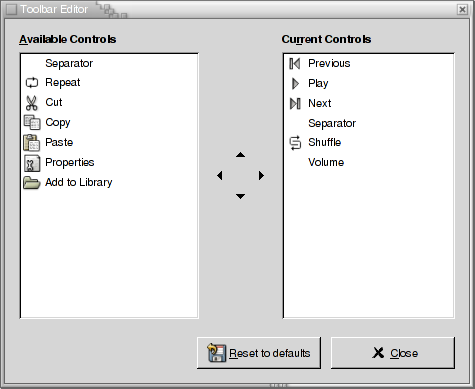 Toolbar Editor
Available Controls
Separator
Repeat
Cut
Copy
Paste
Properties
Add to Library
Current Controls
Previous
Play
Next
Separator
Shuffle
Volume
Reset to defaults
Close